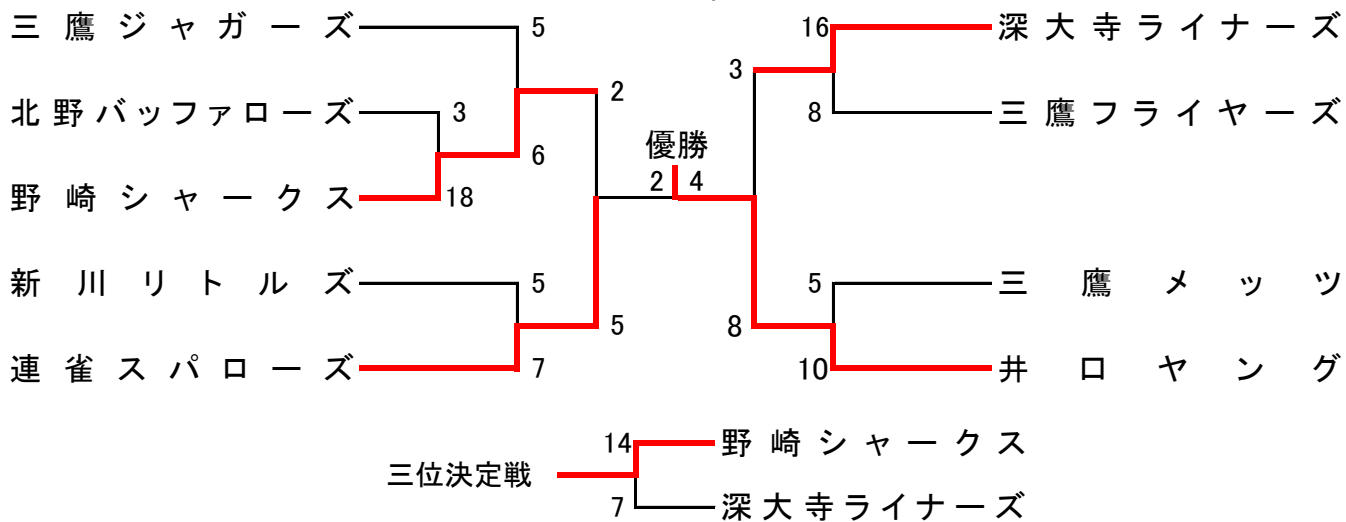 三鷹ジャガーズ 5 16 深大寺ライナーズ
3
2
北野バッファローズ 3 8 三鷹フライヤーズ
優勝
6
2 4
野崎シャークス 18
新川リトルズ 5 5 三鷹メッツ
5 8
連雀スパローズ 7 10 井口ヤング
14 野崎シャークス
三位決定戦
7 深大寺ライナーズ